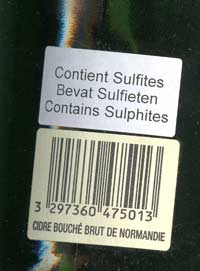 Contient Sulfites
Bevat Sulfieten
Contains Sulphites
3 297360 475013
CIDRE BOUCHÉ BRUT DE NORMANDIE